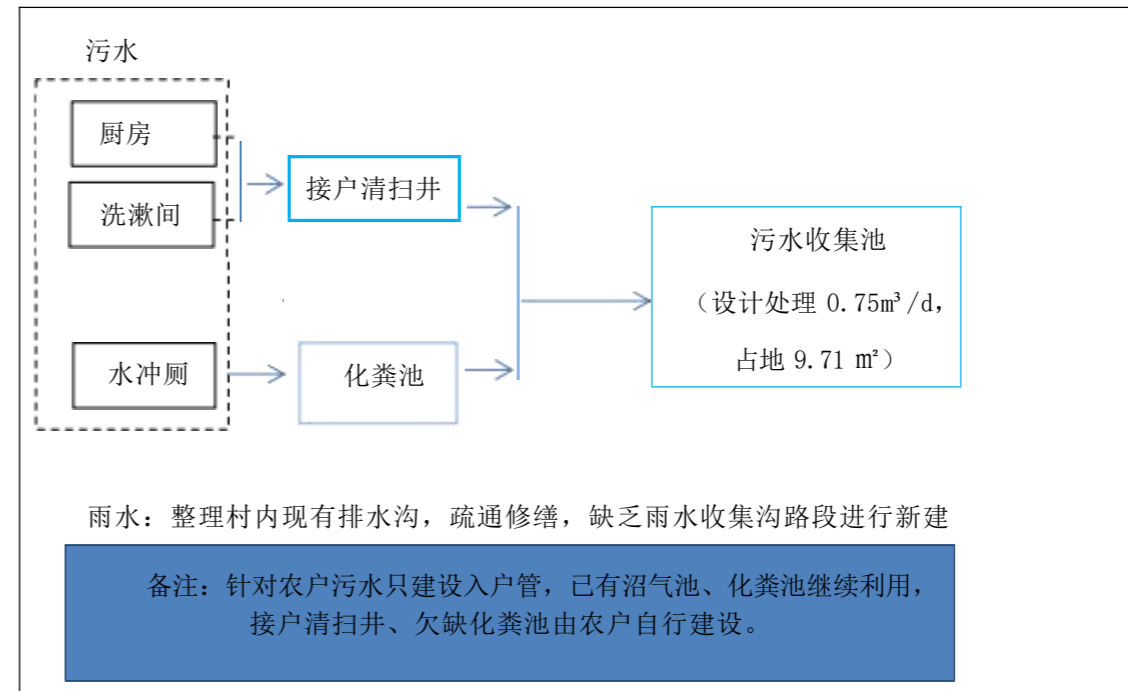 污水
厨房
洗漱间
接户清扫井
水冲厕
化粪池
污水收集池
（设计处理 0.75m³/d，
占地 9.71 m²）
雨水：整理村内现有排水沟，疏通修缮，缺乏雨水收集沟路段进行新建
备注：针对农户污水只建设入户管，已有沼气池、化粪池继续利用，
接户清扫井、欠缺化粪池由农户自行建设。